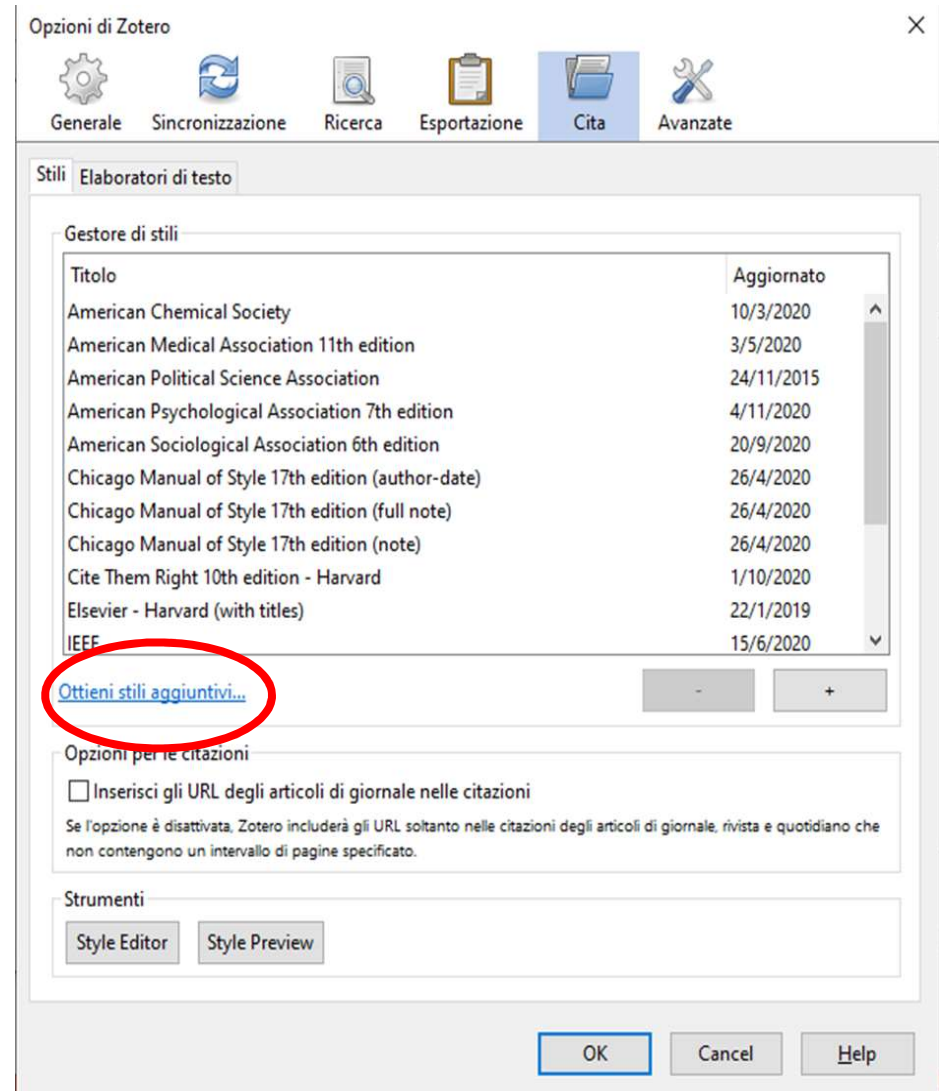 Opzioni di Zotero
Generale Sincronizzazione Ricerca Esportazione Cita Avanzate
Stili Elaboratori di testo
Gestore di stili
Titolo Aggiornato
American Chemical Society 10/3/2020
American Medical Association 11th edition 3/5/2020
American Political Science Association 24/11/2015
American Psychological Association 7th edition 4/11/2020
American Sociological Association 6th edition 20/9/2020
Chicago Manual of Style 17th edition (author-date) 26/4/2020
Chicago Manual of Style 17th edition (full note) 26/4/2020
Chicago Manual of Style 17th edition (note) 26/4/2020
Cite Them Right 10th edition - Harvard 1/10/2020
Elsevier - Harvard (with titles) 22/1/2019
IEEE 15/6/2020
Ottieni stili aggiuntivi... - +
Opzioni per le citazioni
Inserisci gli URL degli articoli di giornale nelle citazioni
Se l'opzione è disattivata, Zotero includerà gli URL soltanto nelle citazioni degli articoli di giornale, rivista e quotidiano che
non contengono un intervallo di pagine specificato.
Strumenti
Style Editor Style Preview
OK Cancel Help